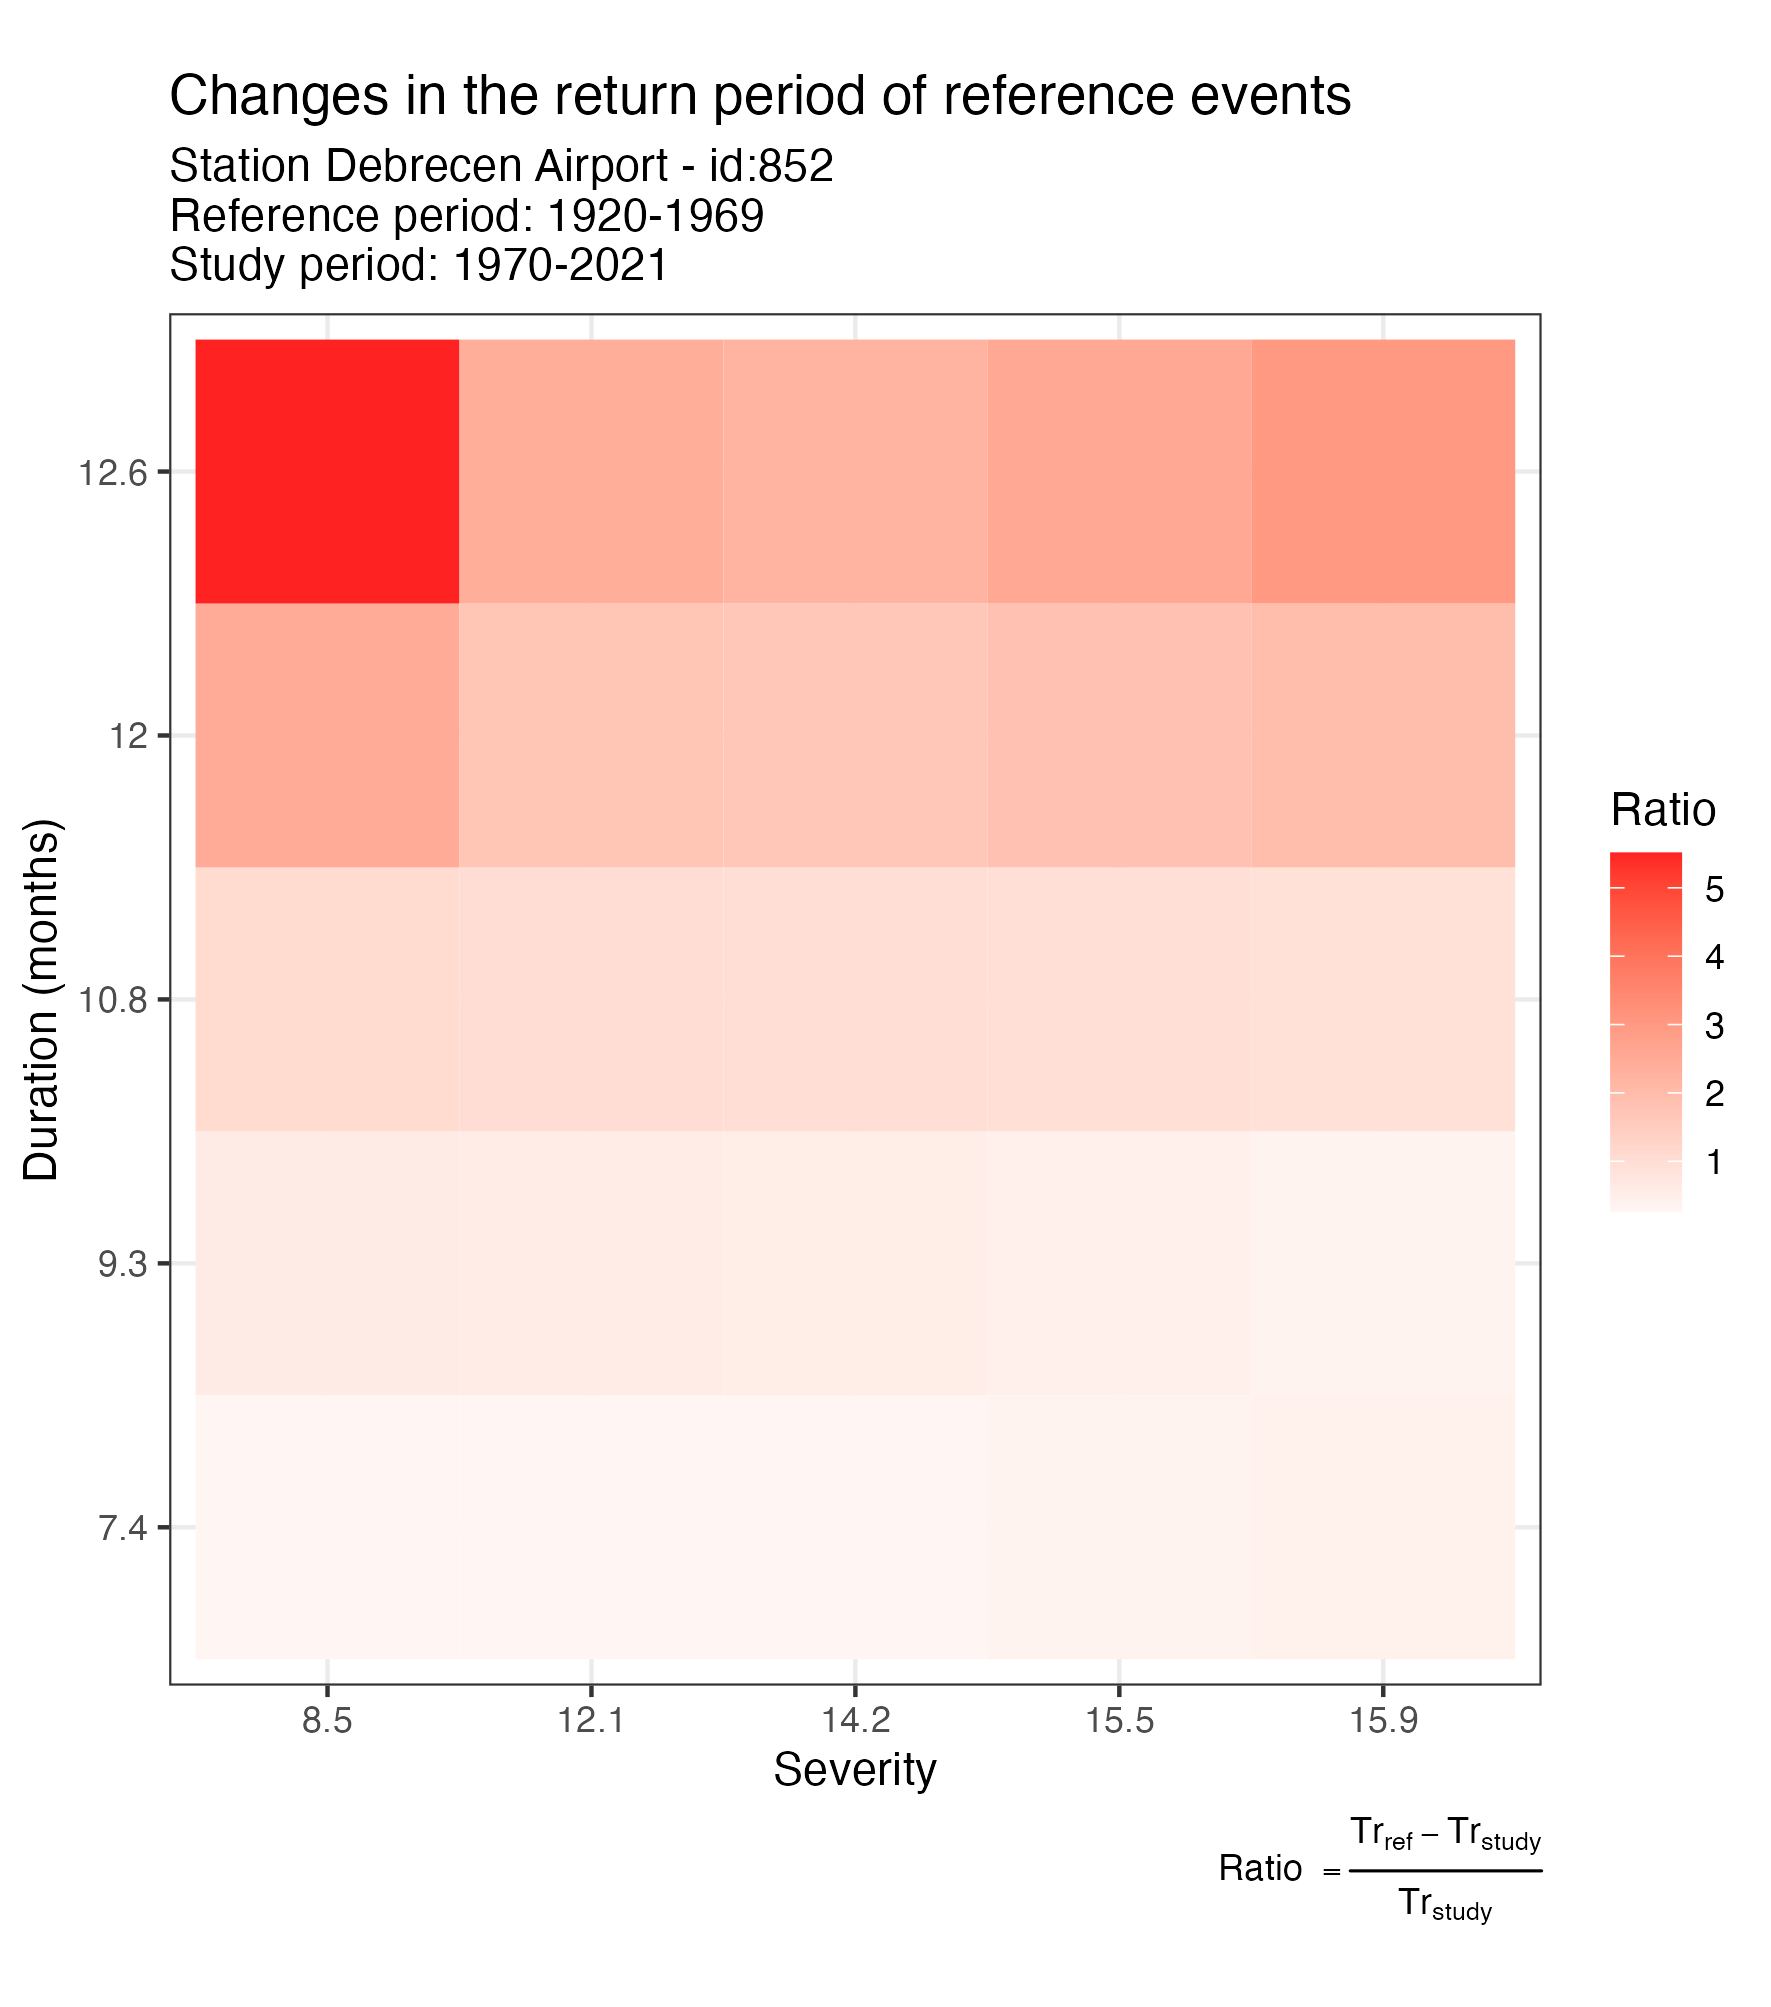 Changes in the return period of reference events
Station Debrecen Airport - id:852
Reference period: 1920-1969
Study period: 1970-2021
12.6
12
10.8
9.3
7.4
Duration (months)
8.5 12.1 14.2 15.5 15.9
Severity
Ratio
5
4
3
2
1
Tr_ref − Tr_study
Ratio =
Tr_study